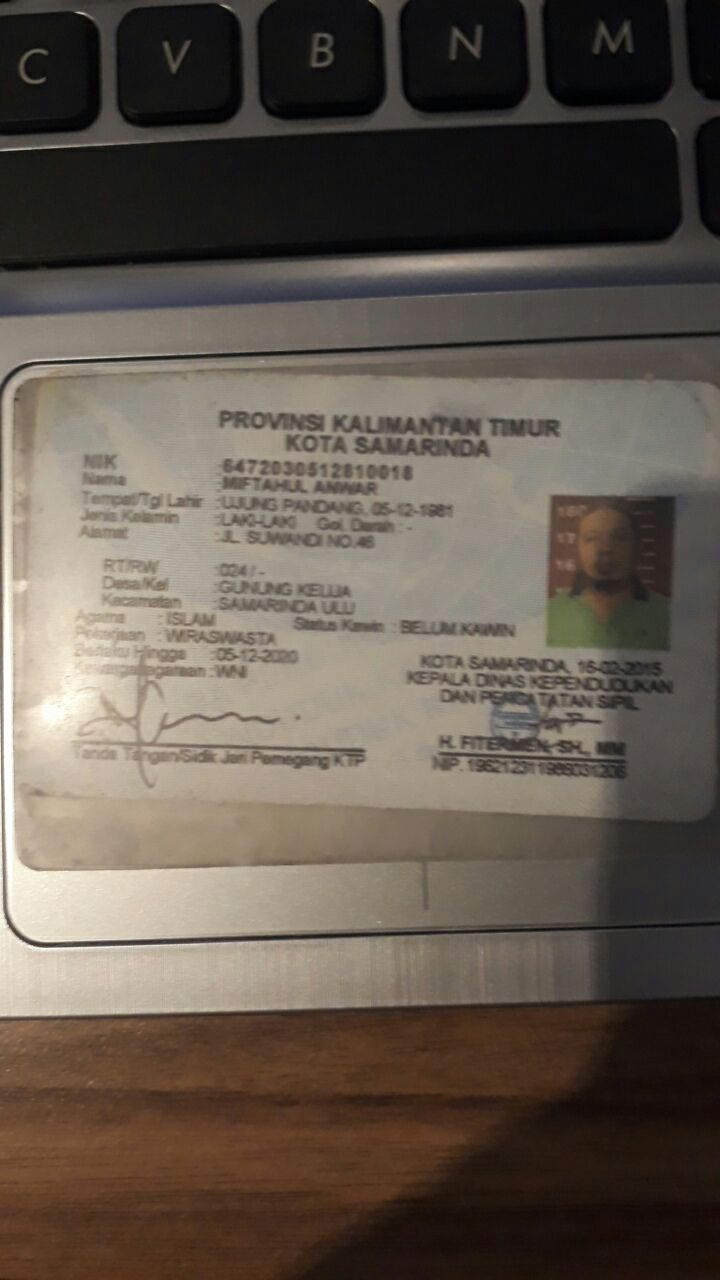 C V B N M
PROVINSI KALIMANTAN TIMUR
KOTA SAMARINDA
NIK :6472030512810018
Nama :MIFTAHUL ANWAR
Tempat/Tgl Lahir :UJUNG PANDANG, 05-12-1981
Jenis Kelamin :LAKI-LAKI Gol. Darah : -
Alamat :JL. SUWANDI NO.46
RT/RW :024 / -
Desa/Kel :GUNUNG KELUA
Kecamatan :SAMARINDA ULU
Agama : ISLAM Status Kawin : BELUM KAWIN
Pekerjaan : WIRASWASTA
Berlaku Hingga :05-12-2020
Kewarganegaraan :WNI
KOTA SAMARINDA, 16-02-2015
KEPALA DINAS KEPENDUDUKAN
DAN PENCATATAN SIPIL
Tanda Tangan/Sidik Jari Pemegang KTP
H. FITERMEN, SH., MM
NIP. 196212311986031206